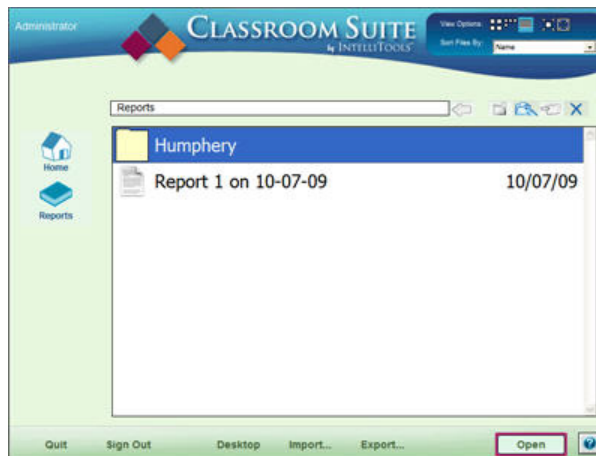 Administrator
CLASSROOM SUITE
by INTELLITOOLS
View Options:
Sort Files By:
Name
Reports
Home
Reports
Humphery
Report 1 on 10-07-09 10/07/09
Quit Sign Out Desktop Import... Export... Open ?